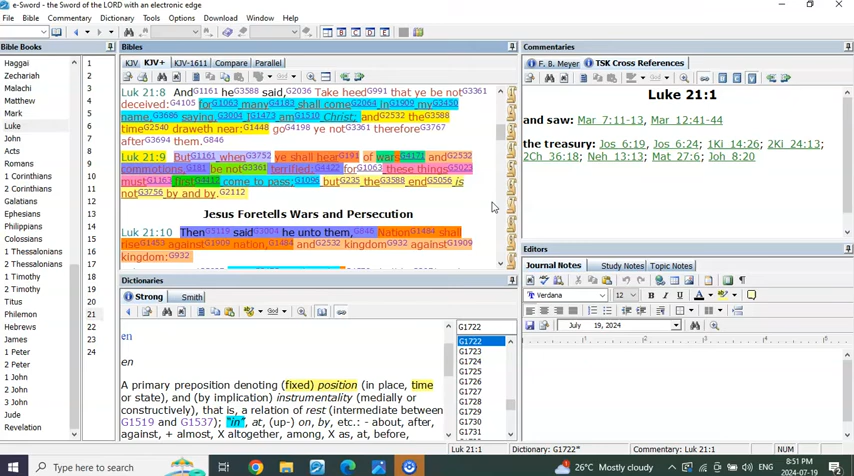 e-Sword - the Sword of the LORD with an electronic edge
File Bible Commentary Dictionary Tools Options Download Window Help
Bible Books
Haggai
Zechariah
Malachi
Matthew
Mark
Luke
John
Acts
Romans
1 Corinthians
2 Corinthians
Galatians
Ephesians
Philippians
Colossians
1 Thessalonians
2 Thessalonians
1 Timothy
2 Timothy
Titus
Philemon
Hebrews
James
1 Peter
2 Peter
1 John
2 John
3 John
Jude
Revelation
1
2
3
4
5
6
7
8
9
10
11
12
13
14
15
16
17
18
19
20
21
22
23
24
Bibles
KJV KJV+ KJV-1611 Compare Parallel
Luk 21:8 And G1161 he G3588 said, G2036 Take heed G991 that ye be not G3361
deceived: G4105 for G1063 many G4183 shall come G2064 in G1909 my G3450
name, G3686 saying, G3004 I G1473 am G1510 Christ; and G2532 the G3588
time G2540 draweth near: G1448 go G4198 ye not G3361 therefore G3767
after G3694 them. G846
Luk 21:9 But G1161 when G3752 ye shall hear G191 of wars G4171 and G2532
commotions, G181 be not G3361 terrified: G4422 for G1063 these things G5023
must G1163 first G4412 come to pass; G1096 but G235 the G3588 end G5056 is
not G3756 by and by. G2112
Jesus Foretells Wars and Persecution
Luk 21:10 Then G5119 said G3004 he unto them, G846 Nation G1484 shall
rise G1453 against G1909 nation, G1484 and G2532 kingdom G932 against G1909
kingdom: G932
Dictionaries
Strong Smith
en
en
A primary preposition denoting (fixed) position (in place, time
or state), and (by implication) instrumentality (medially or
constructively), that is, a relation of rest (intermediate between
G1519 and G1537); "in", at, (up-) on, by, etc.: - about, after,
against, + almost, X altogether, among, X as, at, before,
G1722
G1722
G1723
G1724
G1725
G1726
G1727
G1728
G1729
G1730
G1731
Commentaries
F. B. Meyer TSK Cross References
Luke 21:1
and saw: Mar 7:11-13, Mar 12:41-44
the treasury: Jos 6:19, Jos 6:24, 1Ki 14:26, 2Ki 24:13,
2Ch 36:18; Neh 13:13; Mat 27:6; Joh 8:20
Editors
Journal Notes Study Notes Topic Notes
Verdana 12 B I U A
July 19, 2024
Luk 21:1 Dictionary: G1722* Commentary: Luk 21:1 NUM
Type here to search
26°C Mostly cloudy
8:51 PM
2024-07-19